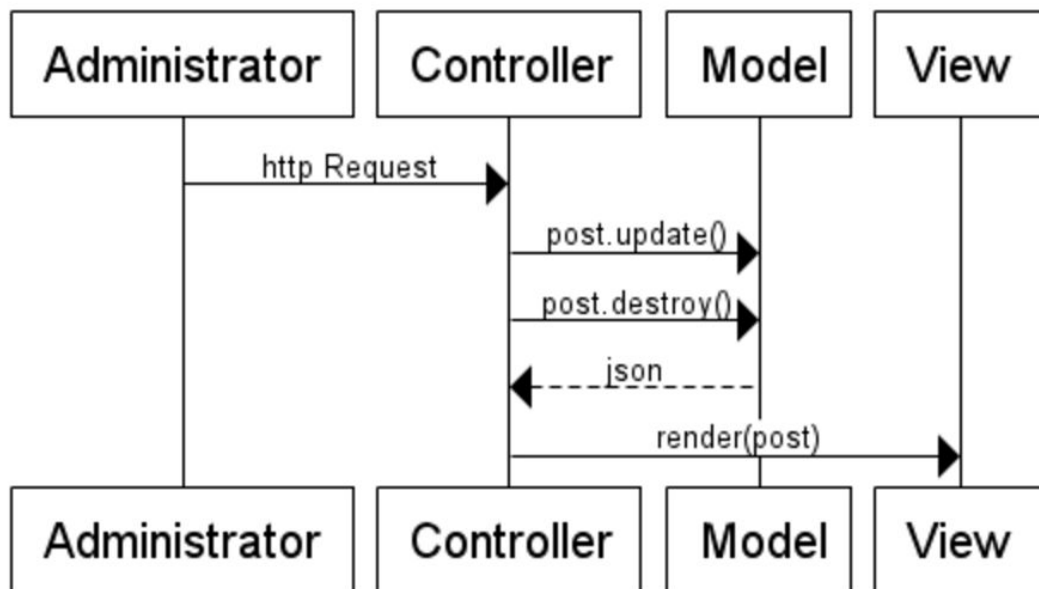 Administrator Controller Model View
http Request
post.update()
post.destroy()
json
render(post)
Administrator Controller Model View